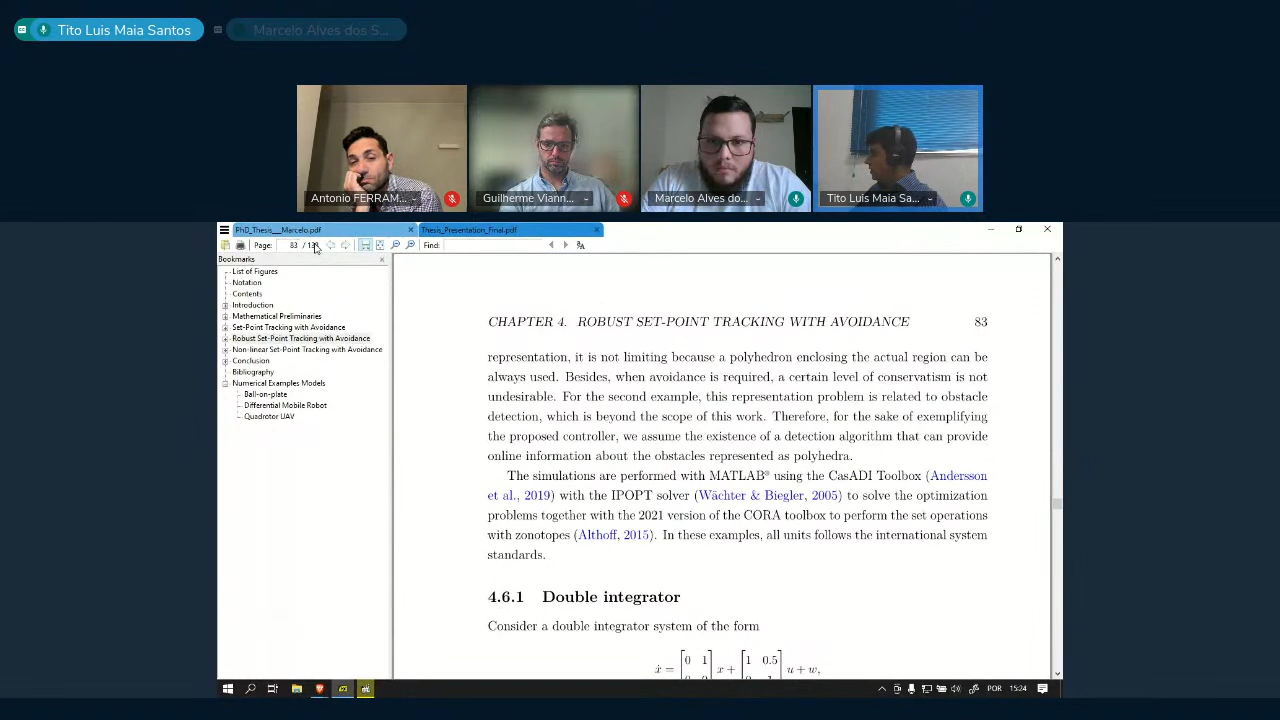 Tito Luis Maia Santos
Marcelo Alves dos S...
Antonio FERRAM...
Guilherme Viann...
Marcelo Alves do...
Tito Luis Maia Sa...
PhD_Thesis___Marcelo.pdf
Thesis_Presentation_Final.pdf
Page: 83
Find:
Bookmarks
List of Figures
Notation
Contents
Introduction
Mathematical Preliminaries
Set-Point Tracking with Avoidance
Robust Set-Point Tracking with Avoidance
Non-linear Set-Point Tracking with Avoidance
Conclusion
Bibliography
Numerical Examples Models
Ball-on-plate
Differential Mobile Robot
Quadrotor UAV
CHAPTER 4. ROBUST SET-POINT TRACKING WITH AVOIDANCE 83
representation, it is not limiting because a polyhedron enclosing the actual region can be
always used. Besides, when avoidance is required, a certain level of conservatism is not
undesirable. For the second example, this representation problem is related to obstacle
detection, which is beyond the scope of this work. Therefore, for the sake of exemplifying
the proposed controller, we assume the existence of a detection algorithm that can provide
online information about the obstacles represented as polyhedra.
The simulations are performed with MATLAB® using the CasADI Toolbox (Andersson
et al., 2019) with the IPOPT solver (Wächter & Biegler, 2005) to solve the optimization
problems together with the 2021 version of the CORA toolbox to perform the set operations
with zonotopes (Althoff, 2015). In these examples, all units follows the international system
standards.
4.6.1 Double integrator
Consider a double integrator system of the form
ẋ = [0 1] x + [1 0.5] u + w,
POR 15:24